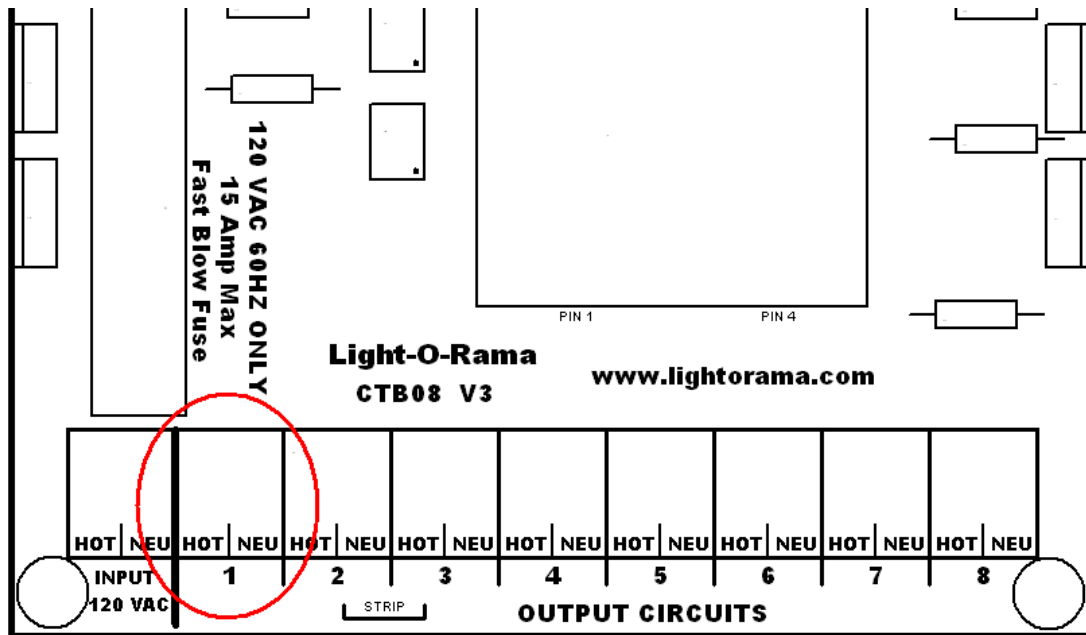 120 VAC 60HZ ONLY
15 Amp Max
Fast Blow Fuse
PIN 1 PIN 4
Light-O-Rama
www.lightorama.com
CTB08 V3
HOT NEU HOT NEU HOT NEU HOT NEU HOT NEU HOT NEU HOT NEU HOT NEU HOT NEU
INPUT 1 2 3 4 5 6 7 8
120 VAC
STRIP
OUTPUT CIRCUITS